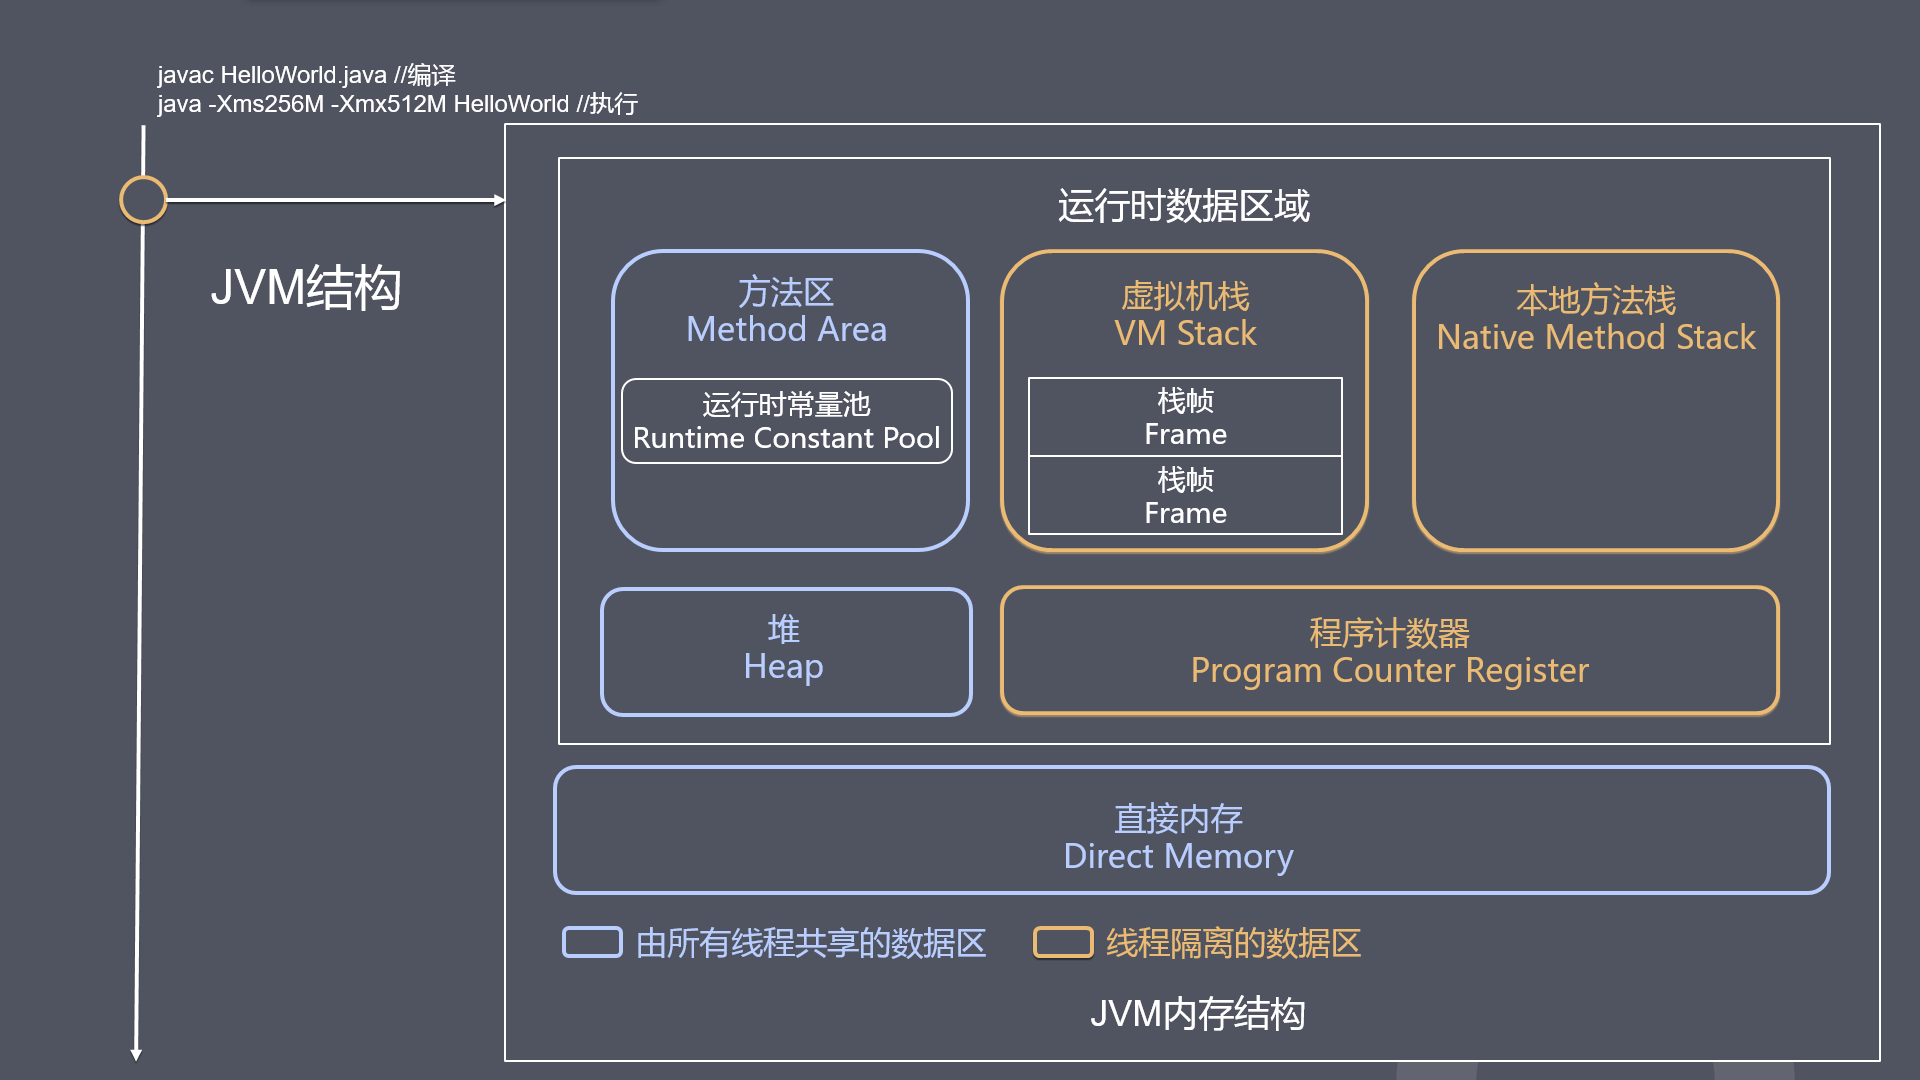 javac HelloWorld.java //编译
java -Xms256M -Xmx512M HelloWorld //执行
JVM结构
运行时数据区域
方法区
Method Area
运行时常量池
Runtime Constant Pool
虚拟机栈
VM Stack
栈帧
Frame
栈帧
Frame
本地方法栈
Native Method Stack
堆
Heap
程序计数器
Program Counter Register
直接内存
Direct Memory
由所有线程共享的数据区
线程隔离的数据区
JVM内存结构